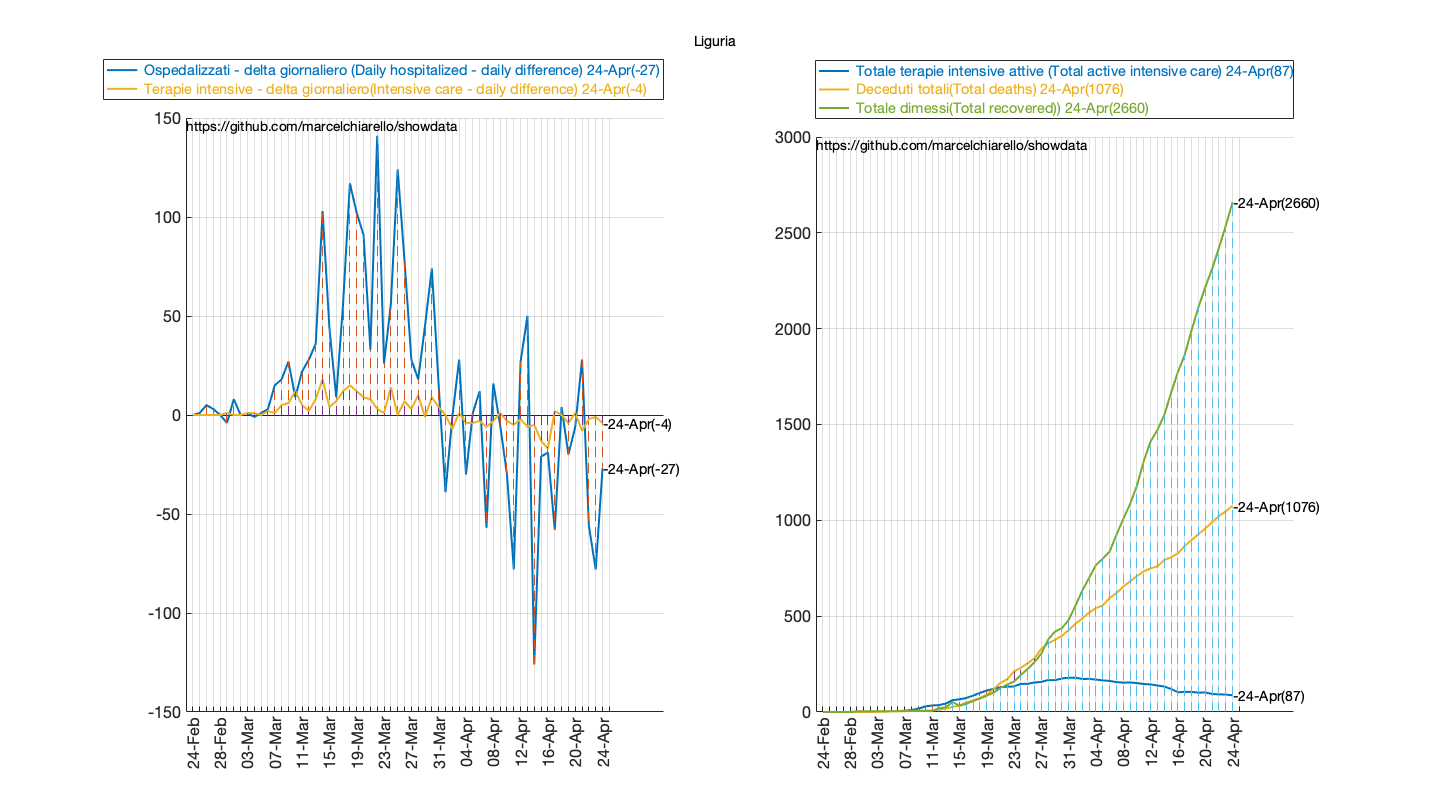 Liguria
Ospedalizzati - delta giornaliero (Daily hospitalized - daily difference) 24-Apr(-27)
Terapie intensive - delta giornaliero(Intensive care - daily difference) 24-Apr(-4)
https://github.com/marcelchiarello/showdata
150
100
50
0
-50
-100
-150
-24-Apr(-4)
-24-Apr(-27)
24-Feb
28-Feb
03-Mar
07-Mar
11-Mar
15-Mar
19-Mar
23-Mar
27-Mar
31-Mar
04-Apr
08-Apr
12-Apr
16-Apr
20-Apr
24-Apr
Totale terapie intensive attive (Total active intensive care) 24-Apr(87)
Deceduti totali(Total deaths) 24-Apr(1076)
Totale dimessi(Total recovered)) 24-Apr(2660)
https://github.com/marcelchiarello/showdata
3000
2500
2000
1500
1000
500
0
-24-Apr(2660)
-24-Apr(1076)
-24-Apr(87)
24-Feb
28-Feb
03-Mar
07-Mar
11-Mar
15-Mar
19-Mar
23-Mar
27-Mar
31-Mar
04-Apr
08-Apr
12-Apr
16-Apr
20-Apr
24-Apr